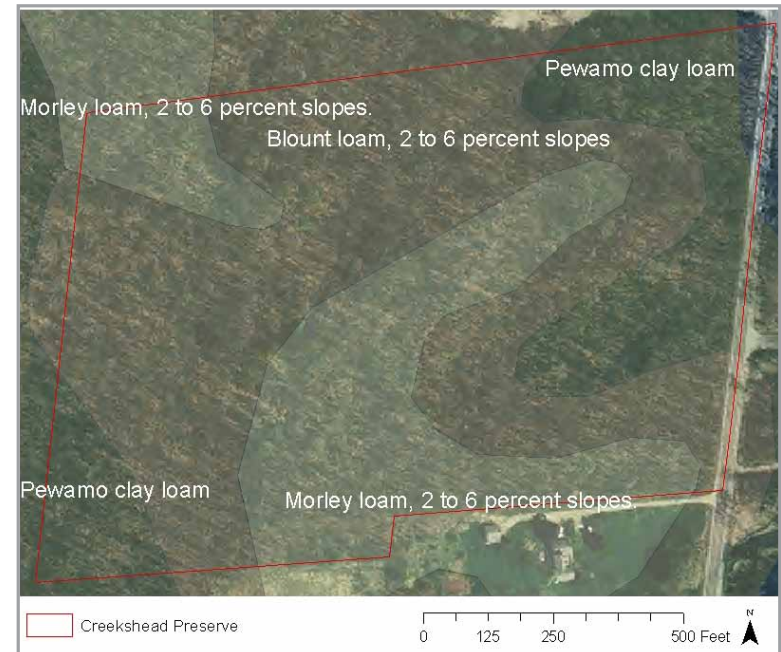 Pewamo clay loam
Morley loam, 2 to 6 percent slopes.
Blount loam, 2 to 6 percent slopes
Pewamo clay loam
Morley loam, 2 to 6 percent slopes.
Creekshead Preserve
0 125 250 500 Feet
N